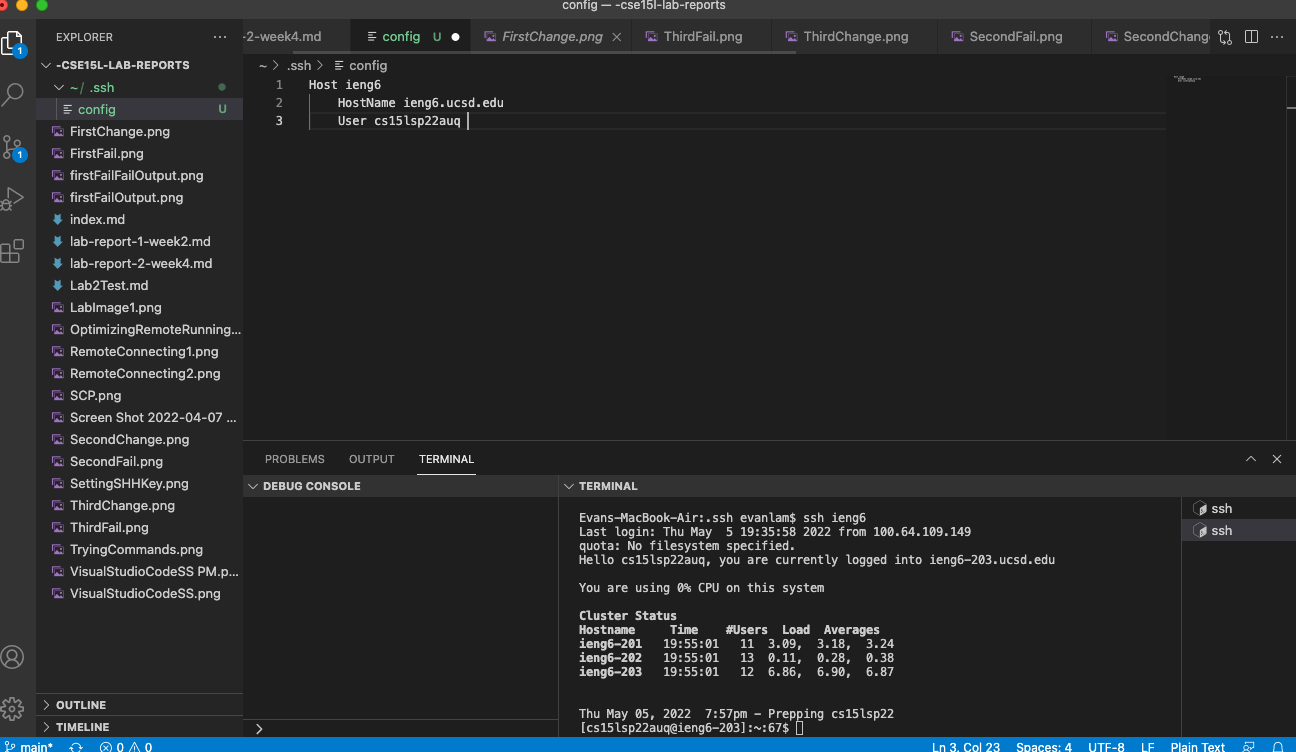 config — -cse15l-lab-reports
EXPLORER
-2-week4.md
config U
FirstChange.png
ThirdFail.png
ThirdChange.png
SecondFail.png
SecondChang
-CSE15L-LAB-REPORTS
~/ .ssh
config U
FirstChange.png
FirstFail.png
firstFailFailOutput.png
firstFailOutput.png
index.md
lab-report-1-week2.md
lab-report-2-week4.md
Lab2Test.md
LabImage1.png
OptimizingRemoteRunning...
RemoteConnecting1.png
RemoteConnecting2.png
SCP.png
Screen Shot 2022-04-07 ...
SecondChange.png
SecondFail.png
SettingSHHKey.png
ThirdChange.png
ThirdFail.png
TryingCommands.png
VisualStudioCodeSS PM.p...
VisualStudioCodeSS.png
OUTLINE
TIMELINE
1
1
~ > .ssh > config
1 Host ieng6
2 HostName ieng6.ucsd.edu
3 User cs15lsp22auq
PROBLEMS OUTPUT TERMINAL
DEBUG CONSOLE
>
TERMINAL
Evans-MacBook-Air:.ssh evanlam$ ssh ieng6
Last login: Thu May  5 19:35:58 2022 from 100.64.109.149
quota: No filesystem specified.
Hello cs15lsp22auq, you are currently logged into ieng6-203.ucsd.edu
You are using 0% CPU on this system
Cluster Status
Hostname Time #Users Load Averages
ieng6-201 19:55:01 11 3.09, 3.18, 3.24
ieng6-202 19:55:01 13 0.11, 0.28, 0.38
ieng6-203 19:55:01 12 6.86, 6.90, 6.87
Thu May 05, 2022  7:57pm - Prepping cs15lsp22
[cs15lsp22auq@ieng6-203]:~:67$
ssh
ssh
main* 0 0 Ln 3, Col 23 Spaces: 4 UTF-8 LF Plain Text